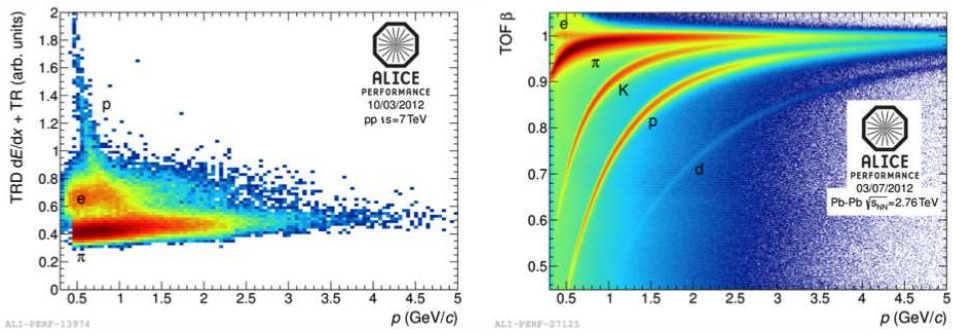 TRD dE/dx + TR (arb. units)
2
1.8
1.6
1.4
1.2
1
0.8
0.6
0.4
0.2
0
p
e
π
ALICE
PERFORMANCE
10/03/2012
pp √s=7TeV
0.5 1 1.5 2 2.5 3 3.5 4 4.5 5
p (GeV/c)
ALI-PERF-13974
TOF β
1
0.9
0.8
0.7
0.6
0.5
e
π
K
p
d
ALICE
PERFORMANCE
03/07/2012
Pb-Pb √sNN=2.76TeV
0.5 1 1.5 2 2.5 3 3.5 4 4.5 5
p (GeV/c)
ALI-PERF-27125